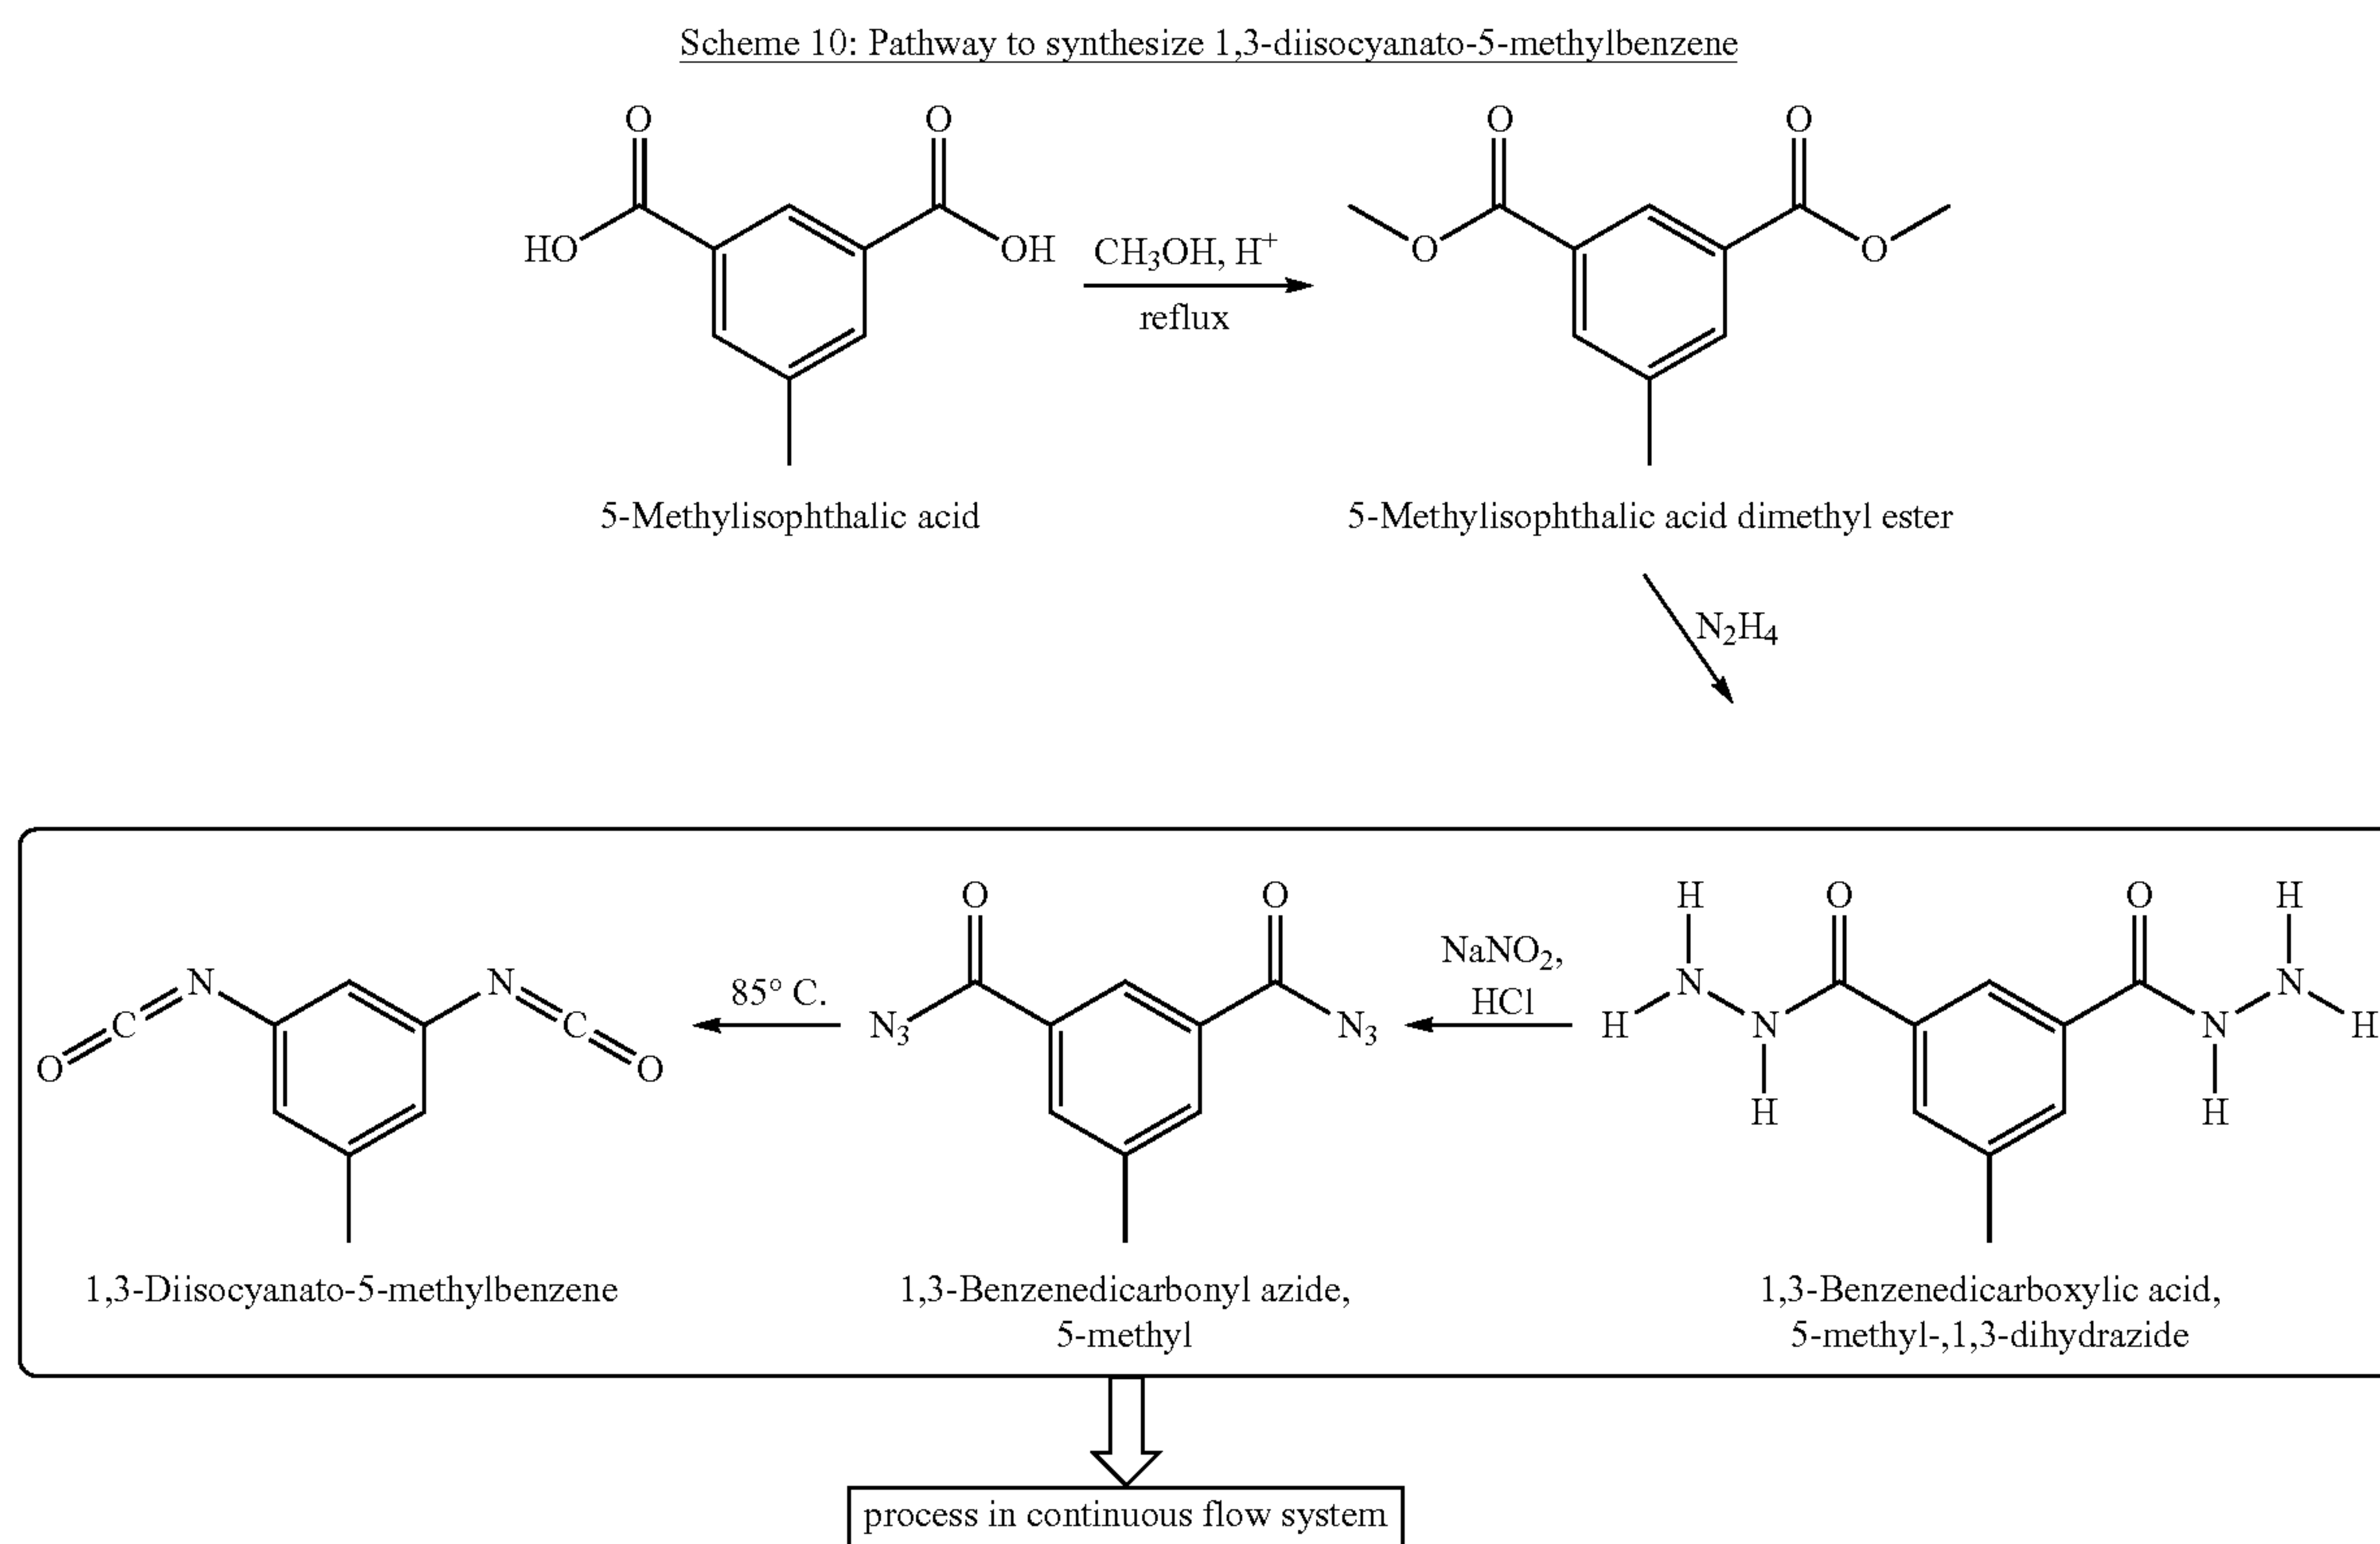 Scheme 10: Pathway to synthesize 1,3-diisocyanato-5-methylbenzene
O O O O
HO OH CH₃OH, H⁺ O O
reflux
5-Methylisophthalic acid 5-Methylisophthalic acid dimethyl ester
N₂H₄
O O H O O H
N N NaNO₂, N N
O C C O 85° C. N₃ N₃ HCl H N N H
H H
1,3-Diisocyanato-5-methylbenzene 1,3-Benzenedicarbonyl azide, 1,3-Benzenedicarboxylic acid,
5-methyl 5-methyl-,1,3-dihydrazide
process in continuous flow system